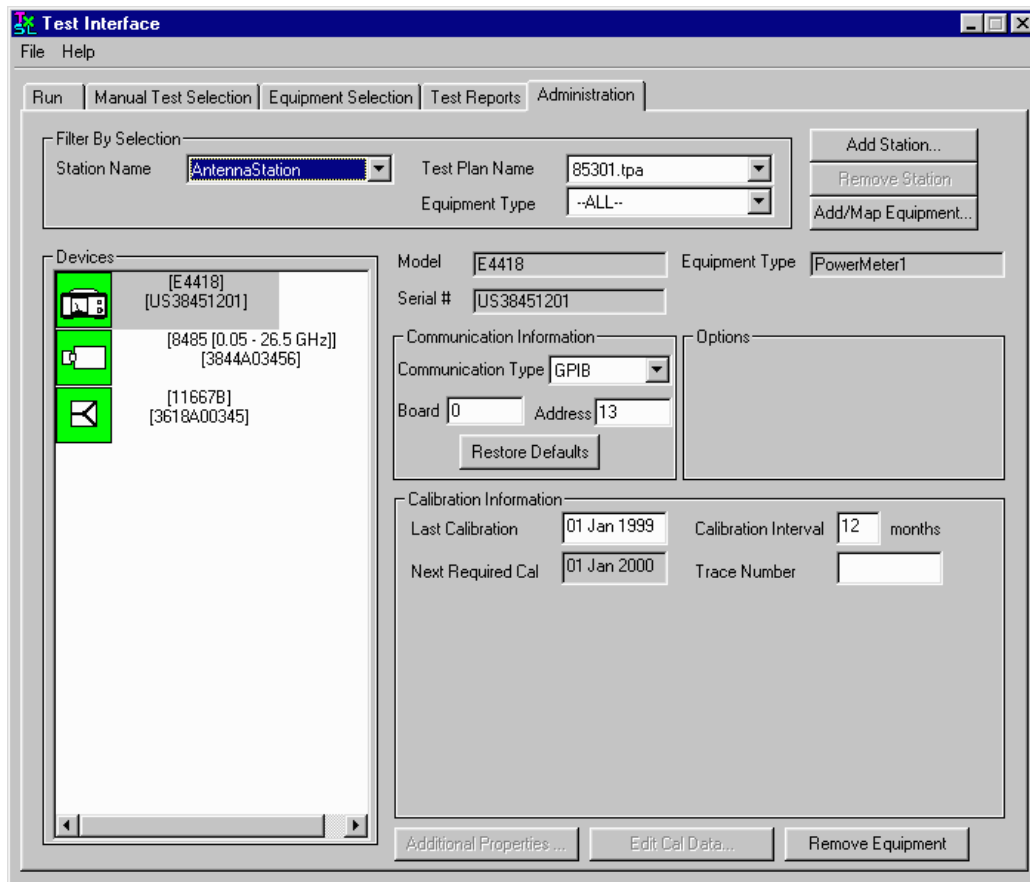 Test Interface
File Help
Run Manual Test Selection Equipment Selection Test Reports Administration
Filter By Selection
Station Name AntennaStation Test Plan Name 85301.tpa
Equipment Type --ALL--
Add Station...
Remove Station
Add/Map Equipment...
Devices
[E4418]
[US38451201]
[8485 [0.05 - 26.5 GHz]]
[3844A03456]
[11667B]
[3618A00345]
Model E4418 Equipment Type PowerMeter1
Serial # US38451201
Communication Information
Communication Type GPIB
Board 0 Address 13
Restore Defaults
Options
Calibration Information
Last Calibration 01 Jan 1999 Calibration Interval 12 months
Next Required Cal 01 Jan 2000 Trace Number
Additional Properties ... Edit Cal Data... Remove Equipment